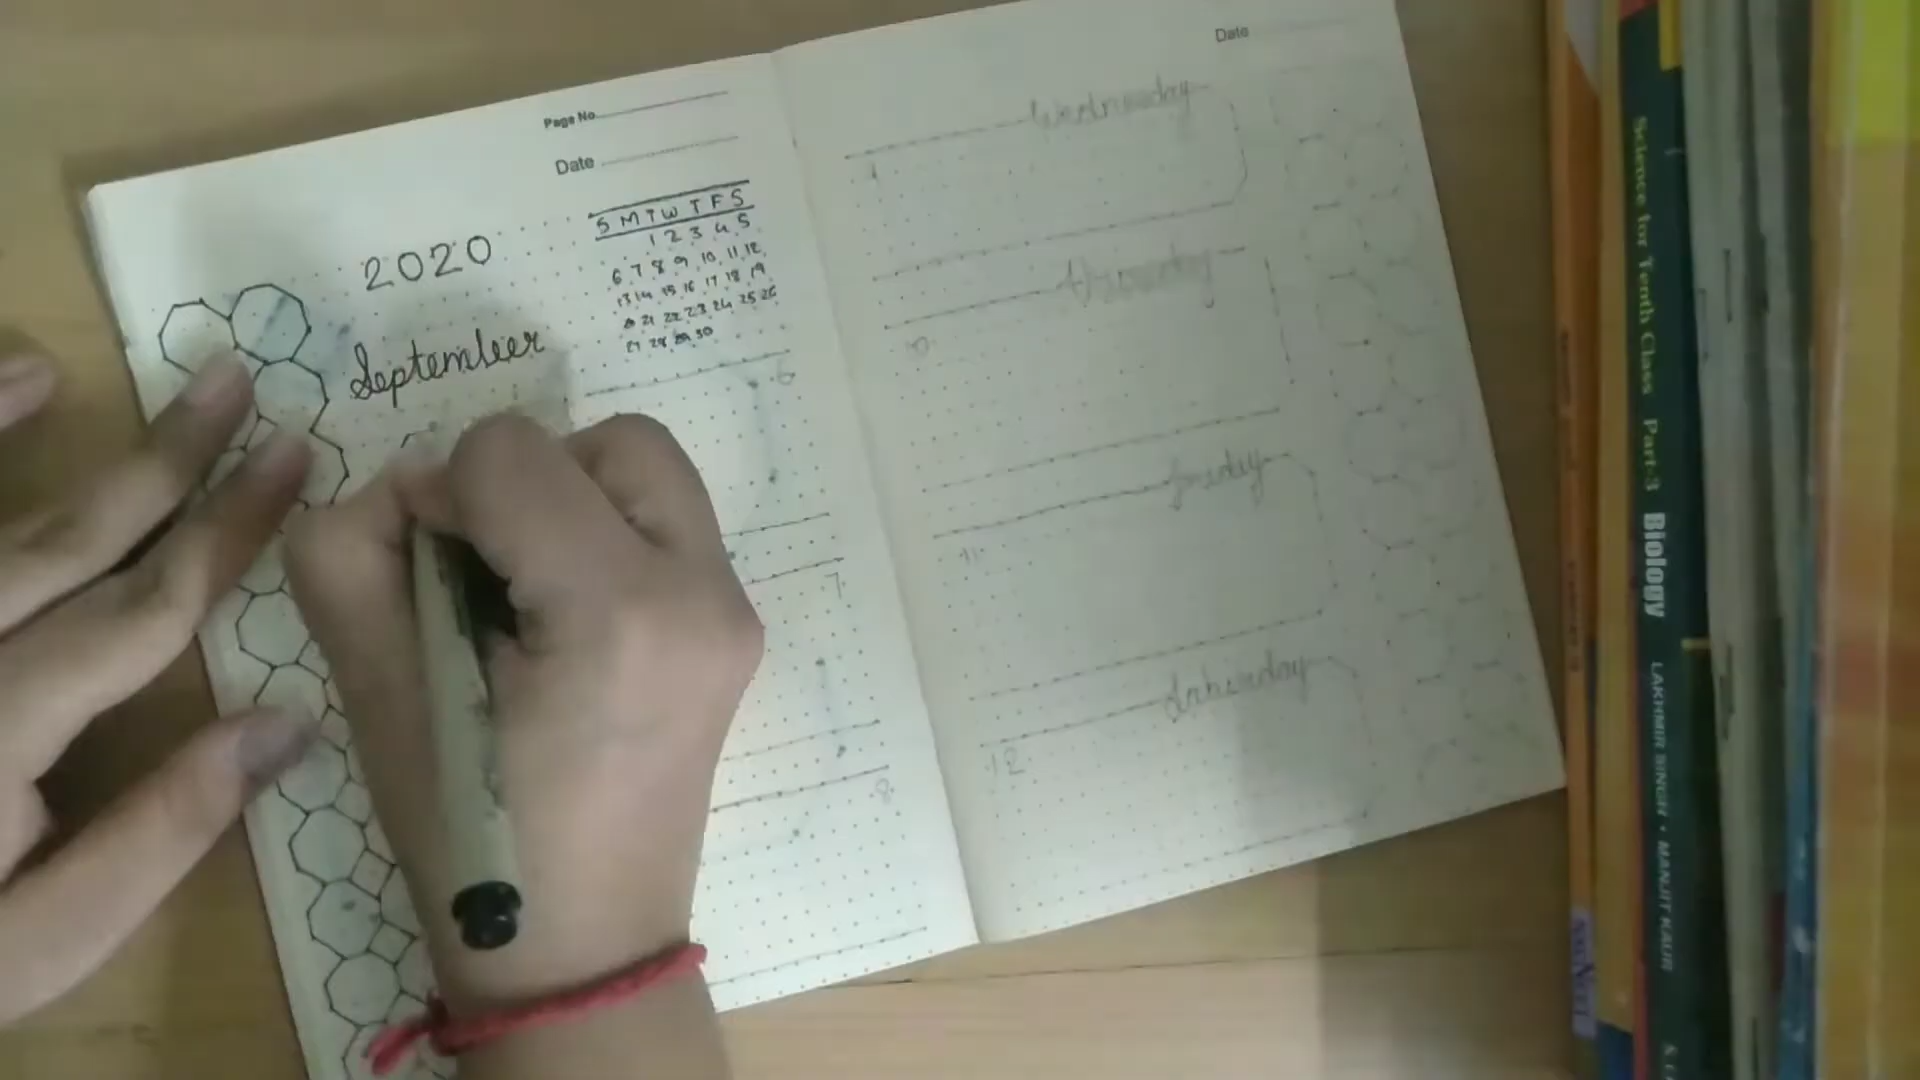 Page No.
Date
S M T W T F S
1 2 3 4 5
6 7 8 9 10 11 12
13 14 15 16 17 18 19
20 21 22 23 24 25 26
27 28 29 30
2020
September
6
7
8
Date
Wednesday
Thursday
Friday
11
Saturday
12
Science for Tenth Class Part-3 Biology
LAKHMIR SINGH • MANJIT KAUR